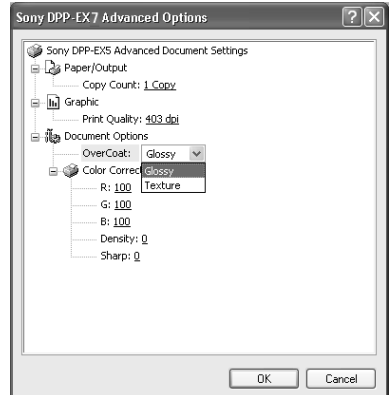 Sony DPP-EX7 Advanced Options
Sony DPP-EX5 Advanced Document Settings
Paper/Output
Copy Count: 1 Copy
Graphic
Print Quality: 403 dpi
Document Options
OverCoat: Glossy
Glossy
Texture
Color Correc
R: 100
G: 100
B: 100
Density: 0
Sharp: 0
OK Cancel